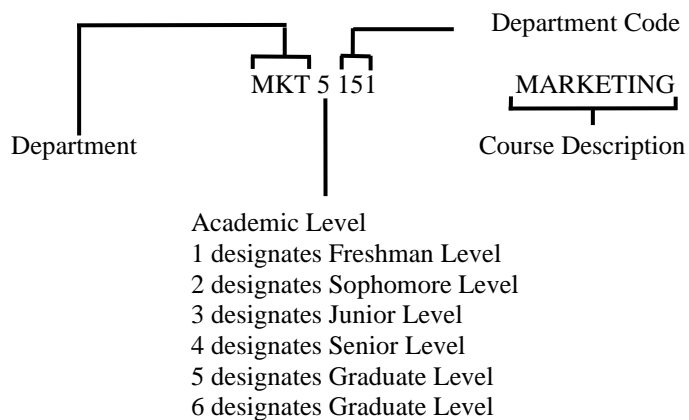 Department Code
MKT 5 151 MARKETING
Department Course Description
Academic Level
1 designates Freshman Level
2 designates Sophomore Level
3 designates Junior Level
4 designates Senior Level
5 designates Graduate Level
6 designates Graduate Level